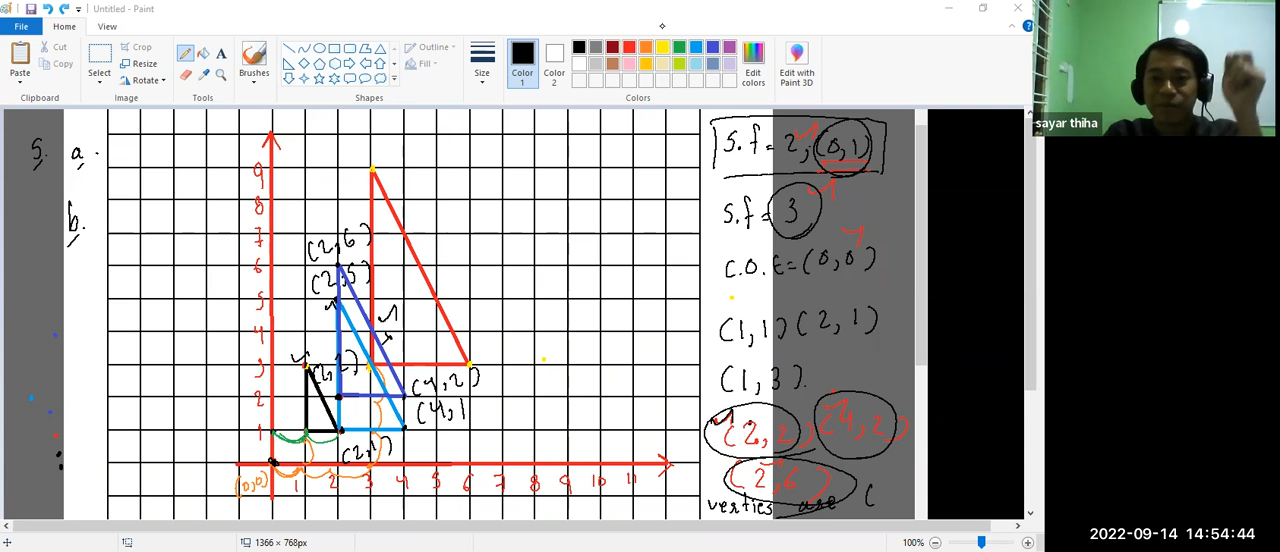 Untitled - Paint
File Home View
Paste
Cut
Copy
Clipboard
Select
Crop
Resize
Rotate
Image
A
Tools
Brushes
Outline
Fill
Shapes
Size
Color 1
Color 2
Edit colors
Edit with Paint 3D
Colors
sayar thiha
5. a.
b.
9
8
7
6
5
4
3
2
1
(0,0) 1 2 3 4 5 6 7 8 9 10 11
(2,6)
(2,5)
(2,2)
(4,2)
(4,1)
(2,1)
S.f = 2, (0,1)
S.f = 3
C.O.E = (0,0)
(1,1) (2,1)
(1,3).
(2,2), (4,2)
(2,6)
verties are (
1366 × 768px
100%
2022-09-14 14:54:44